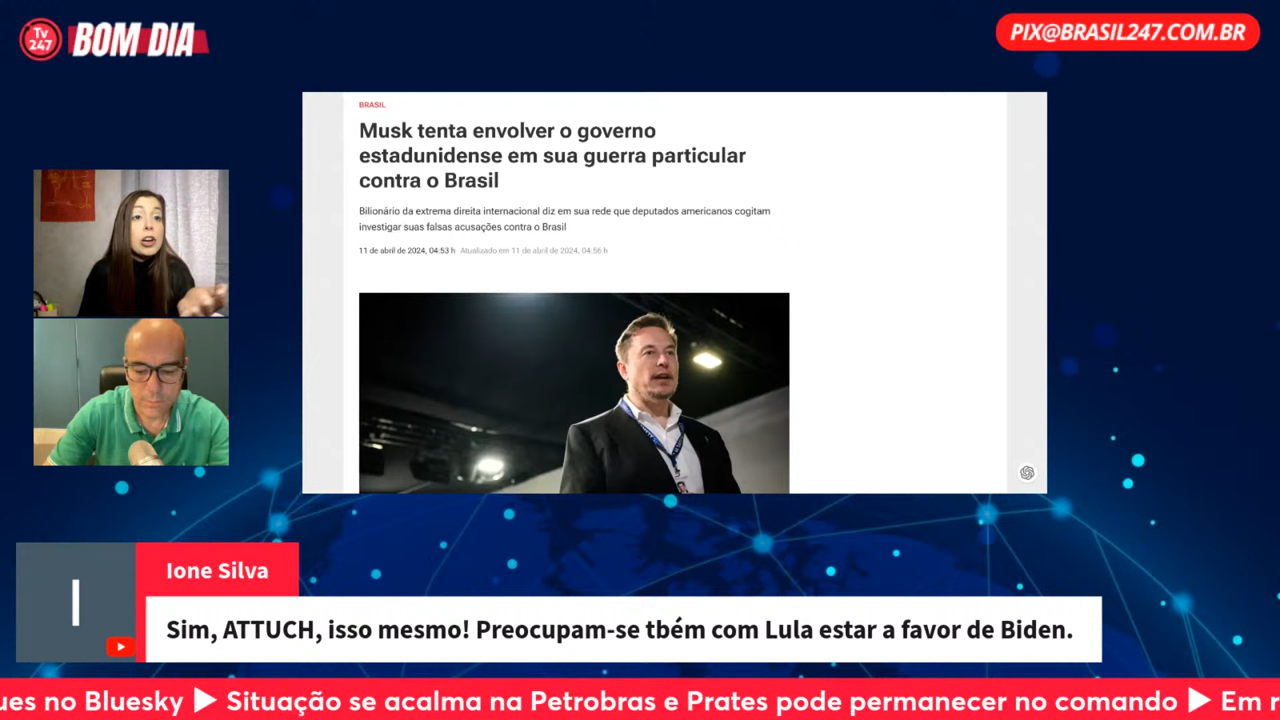 Tv 247
BOM DIA
PIX@BRASIL247.COM.BR
BRASIL
Musk tenta envolver o governo
estadunidense em sua guerra particular
contra o Brasil
Bilionário da extrema direita internacional diz em sua rede que deputados americanos cogitam
investigar suas falsas acusações contra o Brasil
11 de abril de 2024, 04:53 h Atualizado em 11 de abril de 2024, 04:56 h
I
Ione Silva
Sim, ATTUCH, isso mesmo! Preocupam-se tbém com Lula estar a favor de Biden.
ues no Bluesky ▶ Situação se acalma na Petrobras e Prates pode permanecer no comando ▶ Em